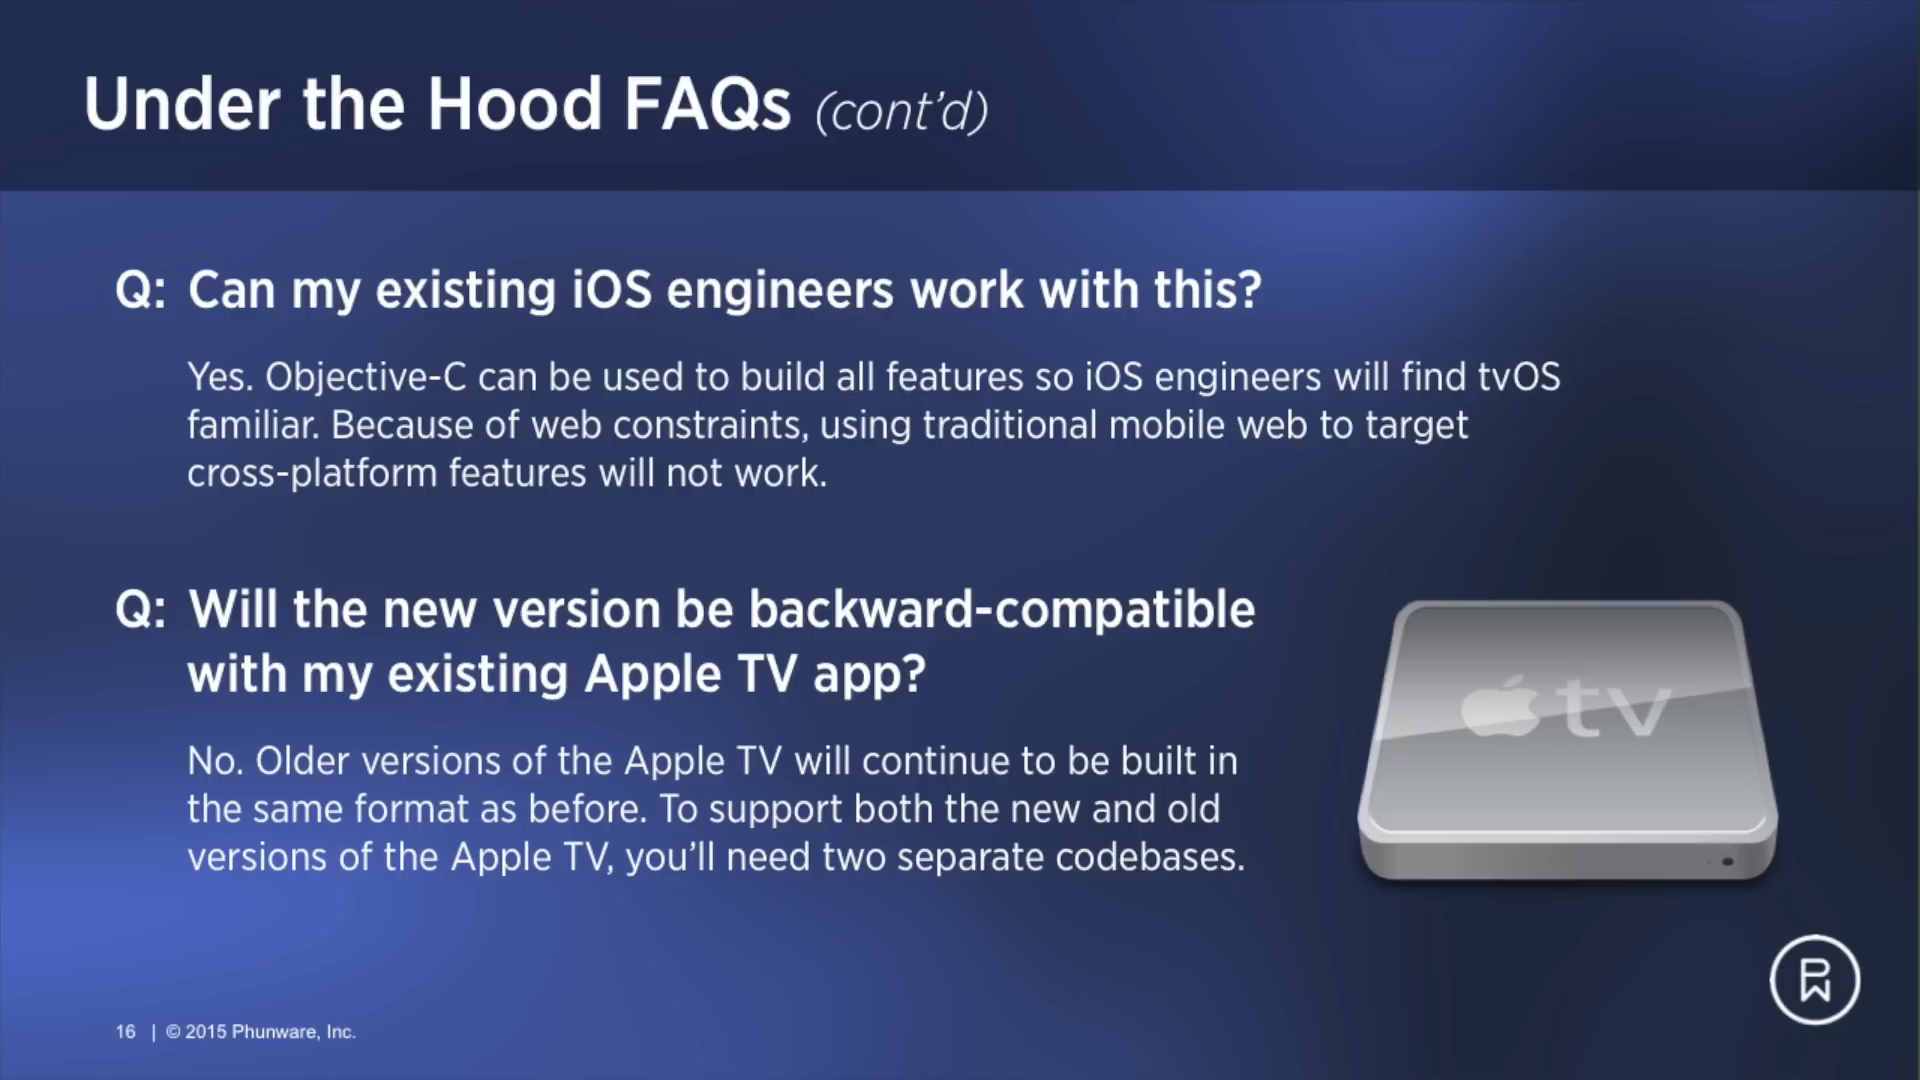 Under the Hood FAQs (cont’d)
Q: Can my existing iOS engineers work with this?
Yes. Objective-C can be used to build all features so iOS engineers will find tvOS
familiar. Because of web constraints, using traditional mobile web to target
cross-platform features will not work.
Q: Will the new version be backward-compatible
with my existing Apple TV app?
No. Older versions of the Apple TV will continue to be built in
the same format as before. To support both the new and old
versions of the Apple TV, you’ll need two separate codebases.
tv
PW
16 | © 2015 Phunware, Inc.